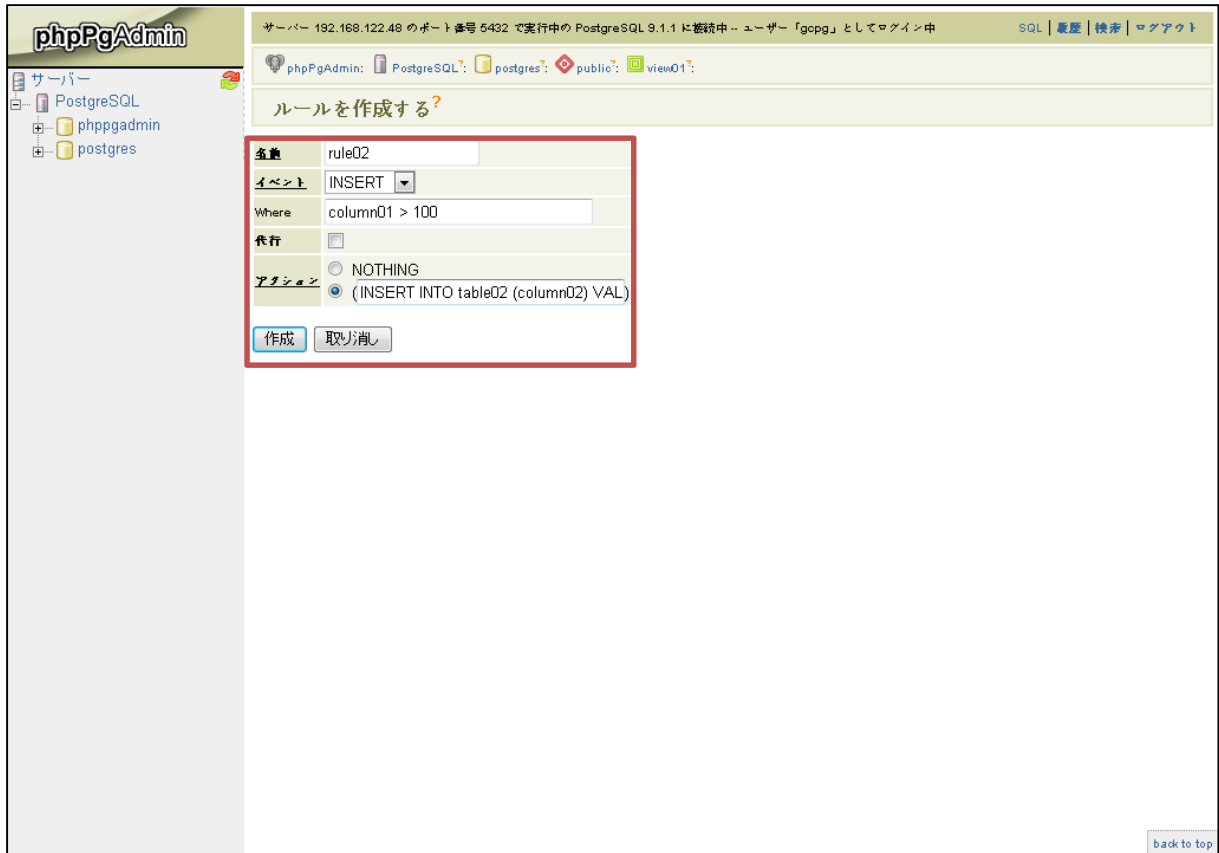 phpPgAdmin
サーバー 192.168.122.48 のポート番号 5432 で実行中の PostgreSQL 9.1.1 に接続中 -- ユーザー「gopg」としてログイン中
SQL | 履歴 | 検索 | ログアウト
phpPgAdmin: PostgreSQL?: postgres?: public?: view01?:
サーバー
PostgreSQL
phppgadmin
postgres
ルールを作成する?
名前 rule02
イベント INSERT
Where column01 > 100
代行
アクション
NOTHING
(INSERT INTO table02 (column02) VAL)
作成 取り消し
back to top